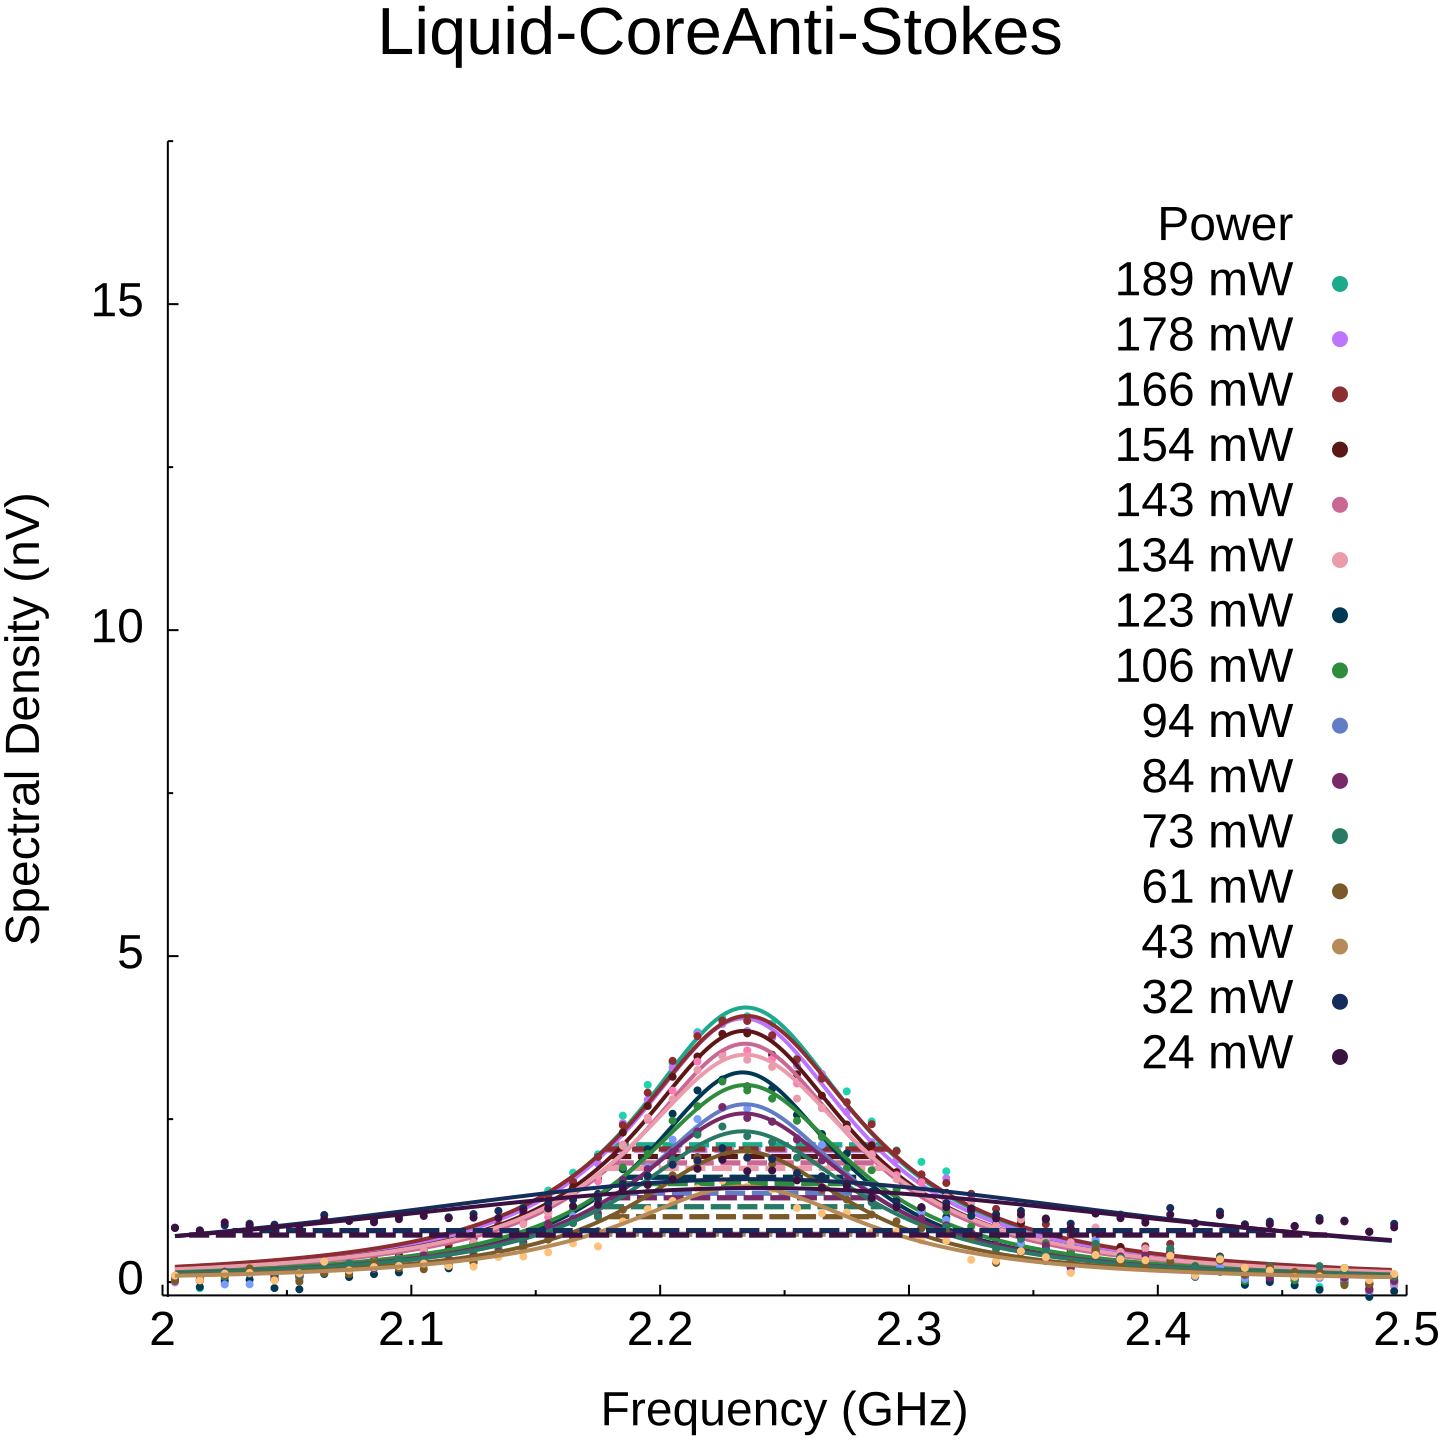 Liquid-CoreAnti-Stokes
Power
189 mW
178 mW
166 mW
154 mW
143 mW
134 mW
123 mW
106 mW
94 mW
84 mW
73 mW
61 mW
43 mW
32 mW
24 mW
15
10
5
0
Spectral Density (nV)
2
2.1
2.2
2.3
2.4
2.5
Frequency (GHz)